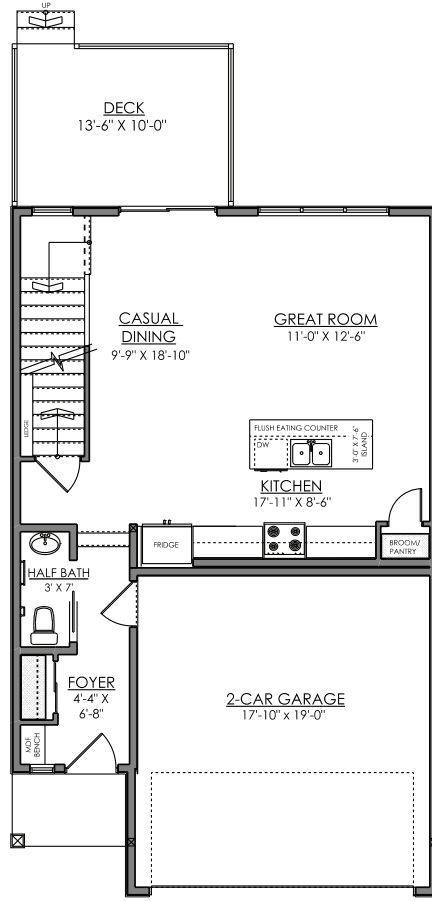 UP
DECK
13'-6" X 10'-0"
CASUAL
DINING
9'-9" X 18'-10"
GREAT ROOM
11'-0" X 12'-6"
LEDGE
FLUSH EATING COUNTER
DW
3'-0" X 7'-6"
ISLAND
KITCHEN
17'-11" X 8'-6"
FRIDGE
BROOM/
PANTRY
HALF BATH
3' X 7'
FOYER
4'-4" X
6'-8"
2-CAR GARAGE
17'-10" x 19'-0"
MDF
BENCH